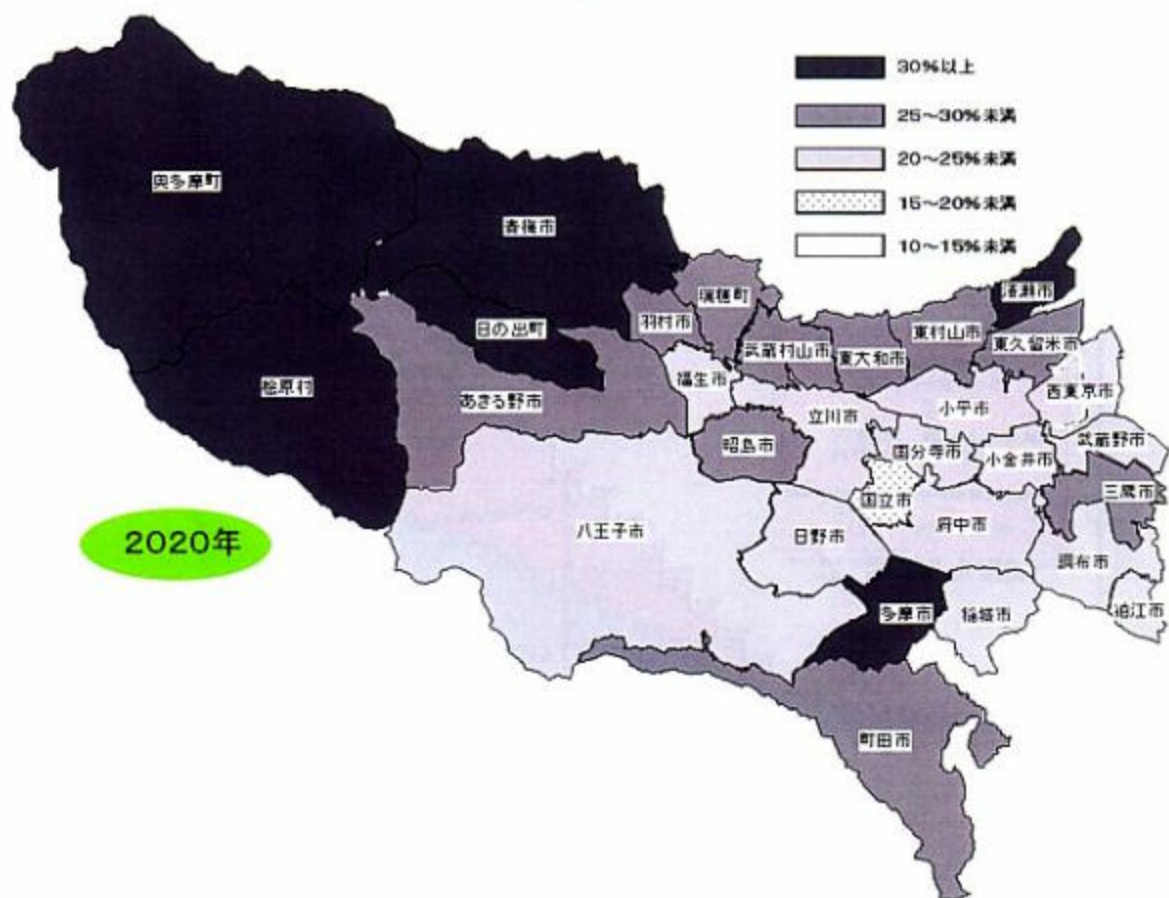 30%以上
25～30%未満
20～25%未満
15～20%未満
10～15%未満
奥多摩町
青梅市
清瀬市
瑞穂町
羽村市
日の出町
東村山市
武蔵村山市
東大和市
東久留米市
福生市
桧原村
あきる野市
立川市
小平市
西東京市
昭島市
国分寺市
小金井市
武蔵野市
国立市
三鷹市
八王子市
日野市
府中市
2020年
調布市
多摩市
稲城市
狛江市
町田市